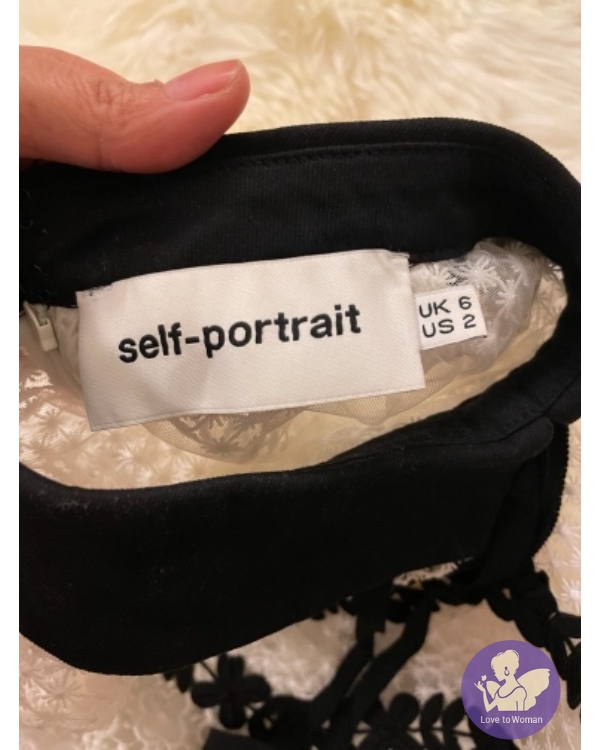 self-portrait
UK 6
US 2
Love to Woman